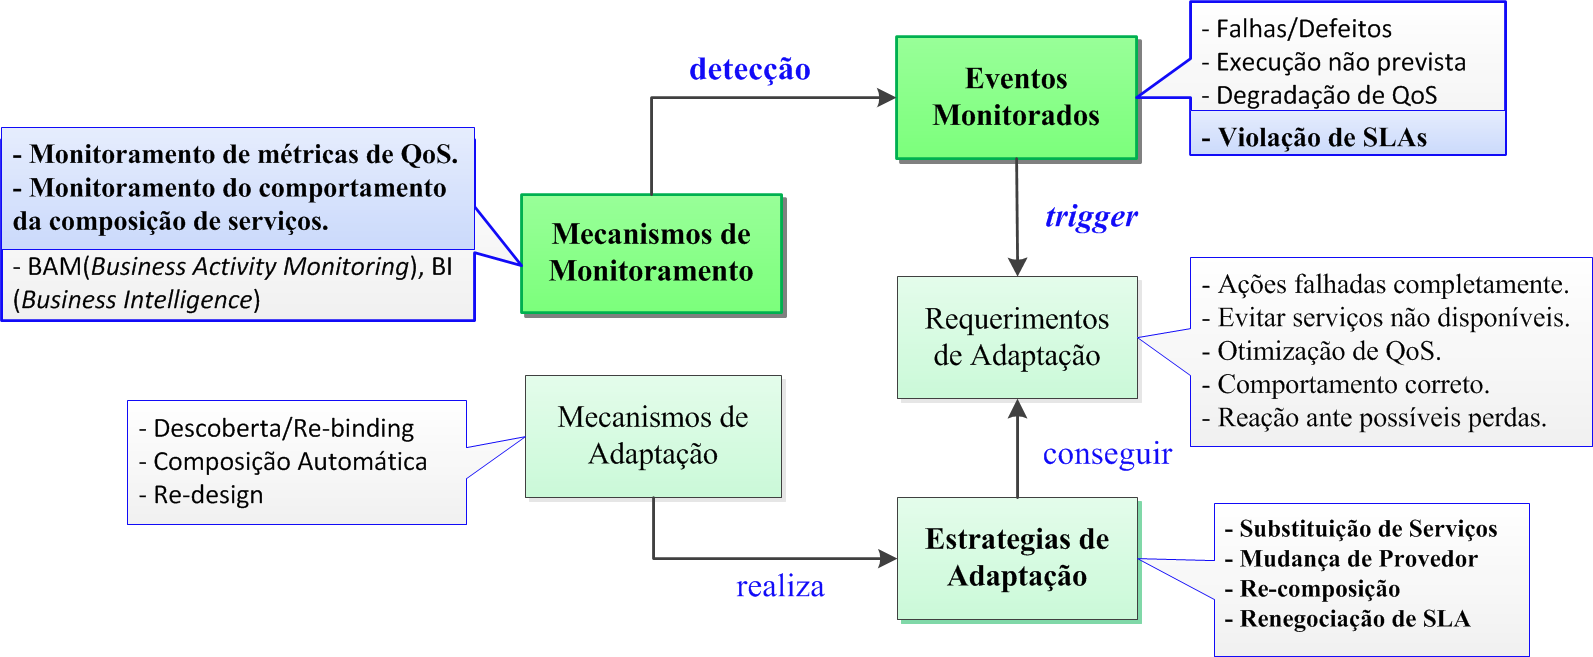 detecção
Eventos
Monitorados
- Falhas/Defeitos
- Execução não prevista
- Degradação de QoS
- Violação de SLAs
- Monitoramento de métricas de QoS.
- Monitoramento do comportamento
da composição de serviços.
- BAM(Business Activity Monitoring), BI
(Business Intelligence)
Mecanismos de
Monitoramento
trigger
Requerimentos
de Adaptação
- Ações falhadas completamente.
- Evitar serviços não disponíveis.
- Otimização de QoS.
- Comportamento correto.
- Reação ante possíveis perdas.
- Descoberta/Re-binding
- Composição Automática
- Re-design
Mecanismos de
Adaptação
conseguir
realiza
Estrategias de
Adaptação
- Substituição de Serviços
- Mudança de Provedor
- Re-composição
- Renegociação de SLA